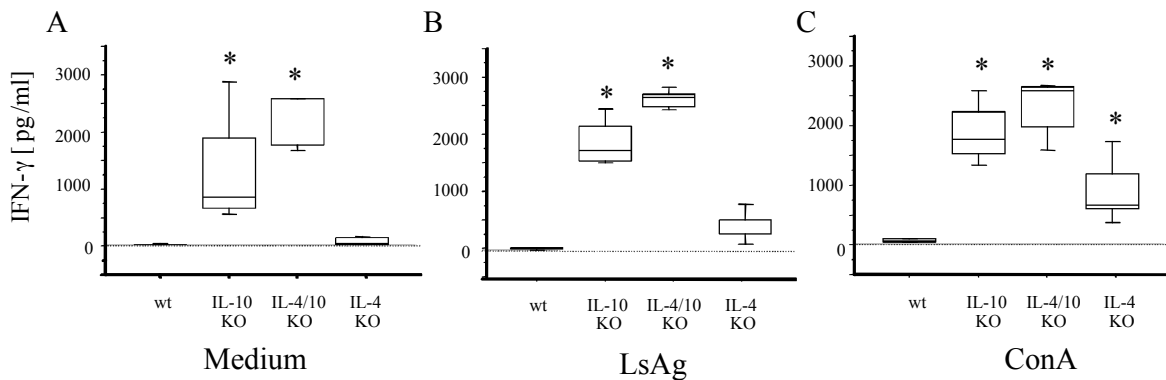 A
B
C
IFN-γ [ pg/ml]
3000
2000
1000
0
*
*
wt
IL-10
KO
IL-4/10
KO
IL-4
KO
Medium
3000
2000
1000
0
*
*
wt
IL-10
KO
IL-4/10
KO
IL-4
KO
LsAg
3000
2000
1000
0
*
*
*
wt
IL-10
KO
IL-4/10
KO
IL-4
KO
ConA